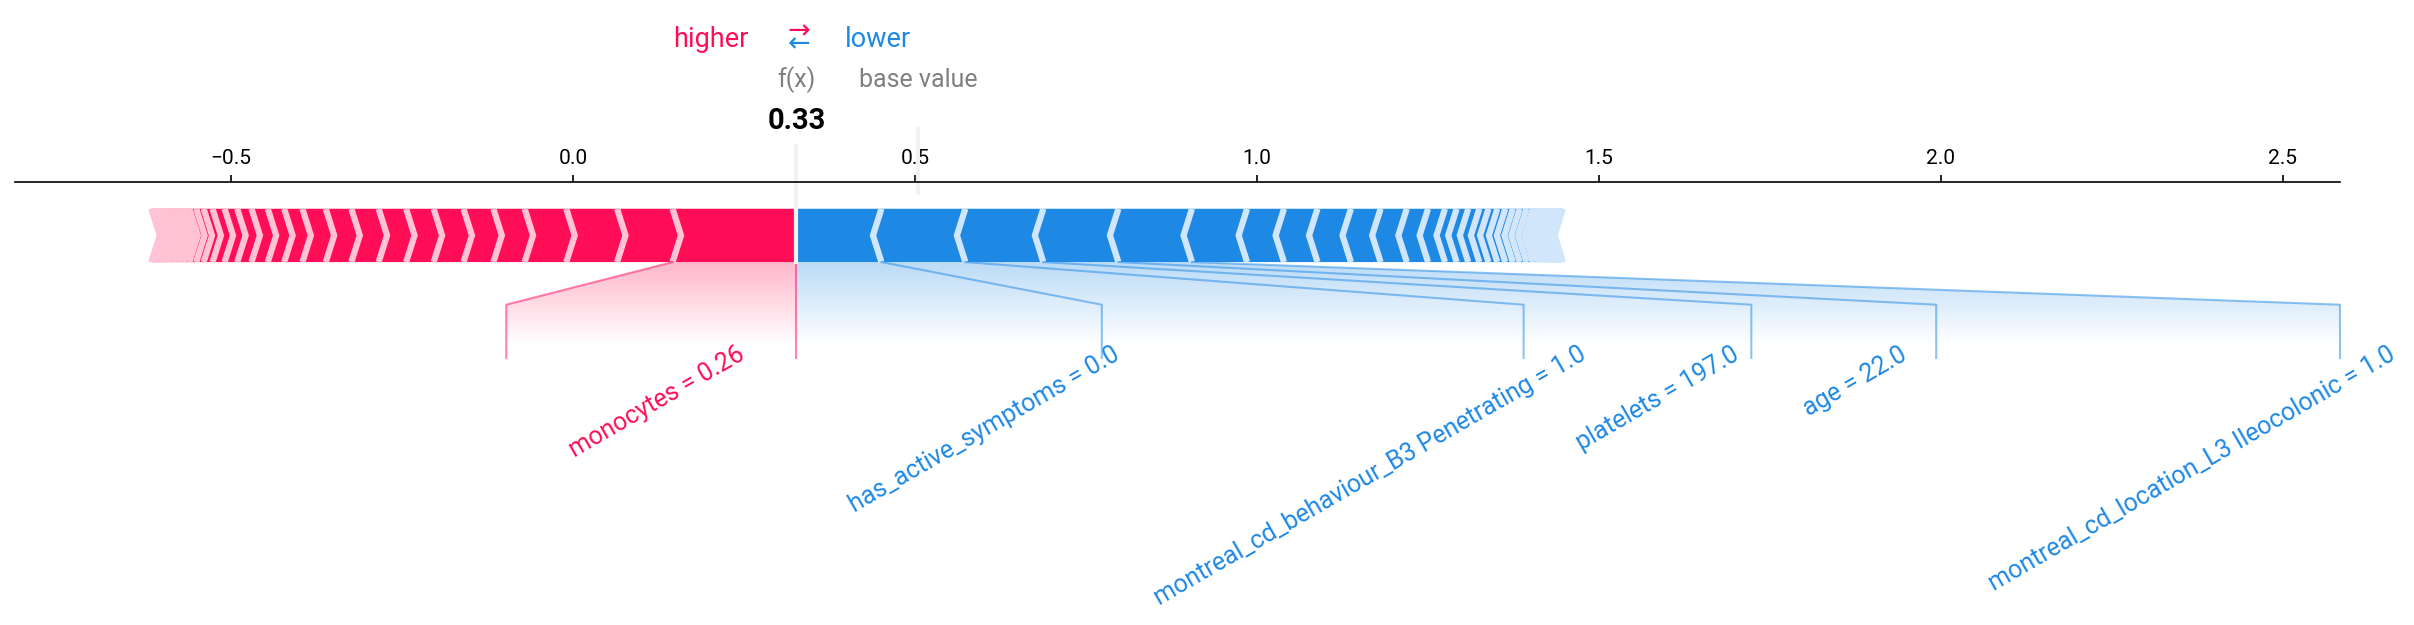 higher ⇄ lower
f(x) base value
0.33
−0.5 0.0 0.5 1.0 1.5 2.0 2.5
monocytes = 0.26
has_active_symptoms = 0.0
montreal_cd_behaviour_B3 Penetrating = 1.0
platelets = 197.0
age = 22.0
montreal_cd_location_L3 Ileocolonic = 1.0